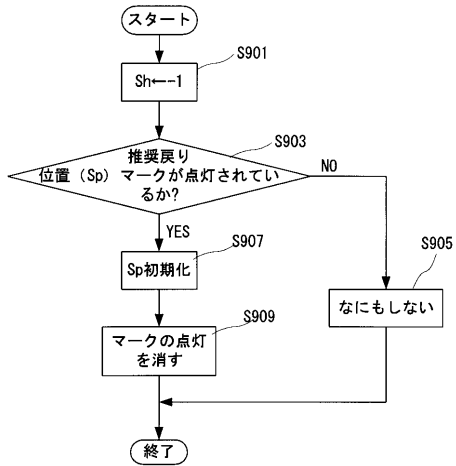 スタート
S901
Sh←-1
S903
推奨戻り
位置(Sp) マークが点灯されてい
るか?
NO
YES
S907
S905
Sp初期化
なにもしない
S909
マークの点灯
を消す
終了